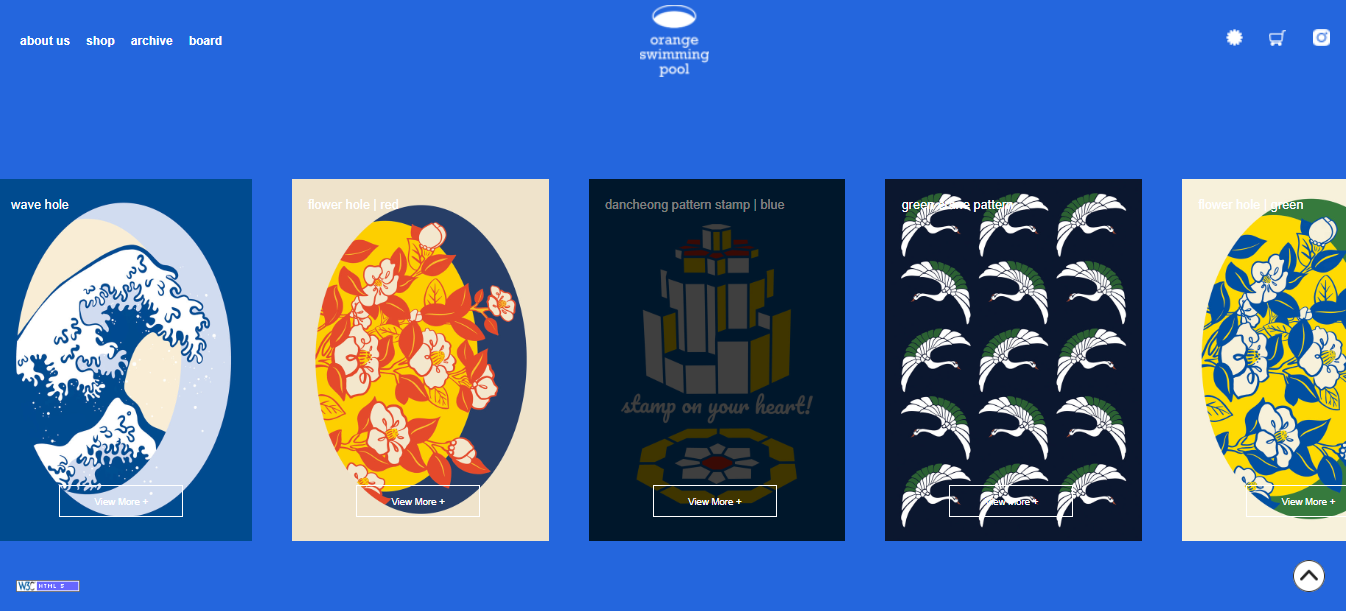 about us shop archive board
orange
swimming
pool
wave hole
flower hole | red
dancheong pattern stamp | blue
green crane pattern
flower hole | green
stamp on your heart!
View More +
View More +
View More +
View More +
View More +
W3C HTML 5